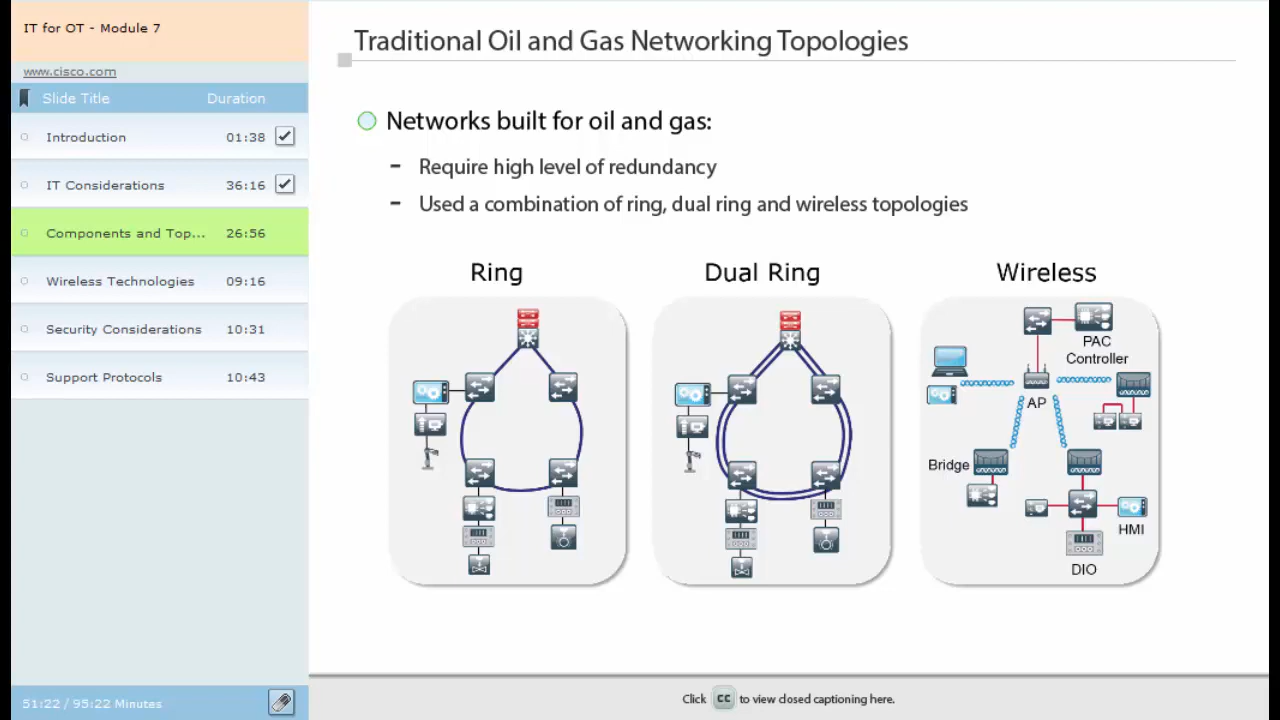 IT for OT - Module 7
www.cisco.com
Slide Title Duration
Introduction 01:38
IT Considerations 36:16
Components and Top... 26:56
Wireless Technologies 09:16
Security Considerations 10:31
Support Protocols 10:43
51:22 / 95:22 Minutes
Traditional Oil and Gas Networking Topologies
Networks built for oil and gas:
- Require high level of redundancy
- Used a combination of ring, dual ring and wireless topologies
Ring
Dual Ring
Wireless
PAC
Controller
AP
Bridge
HMI
DIO
Click CC to view closed captioning here.